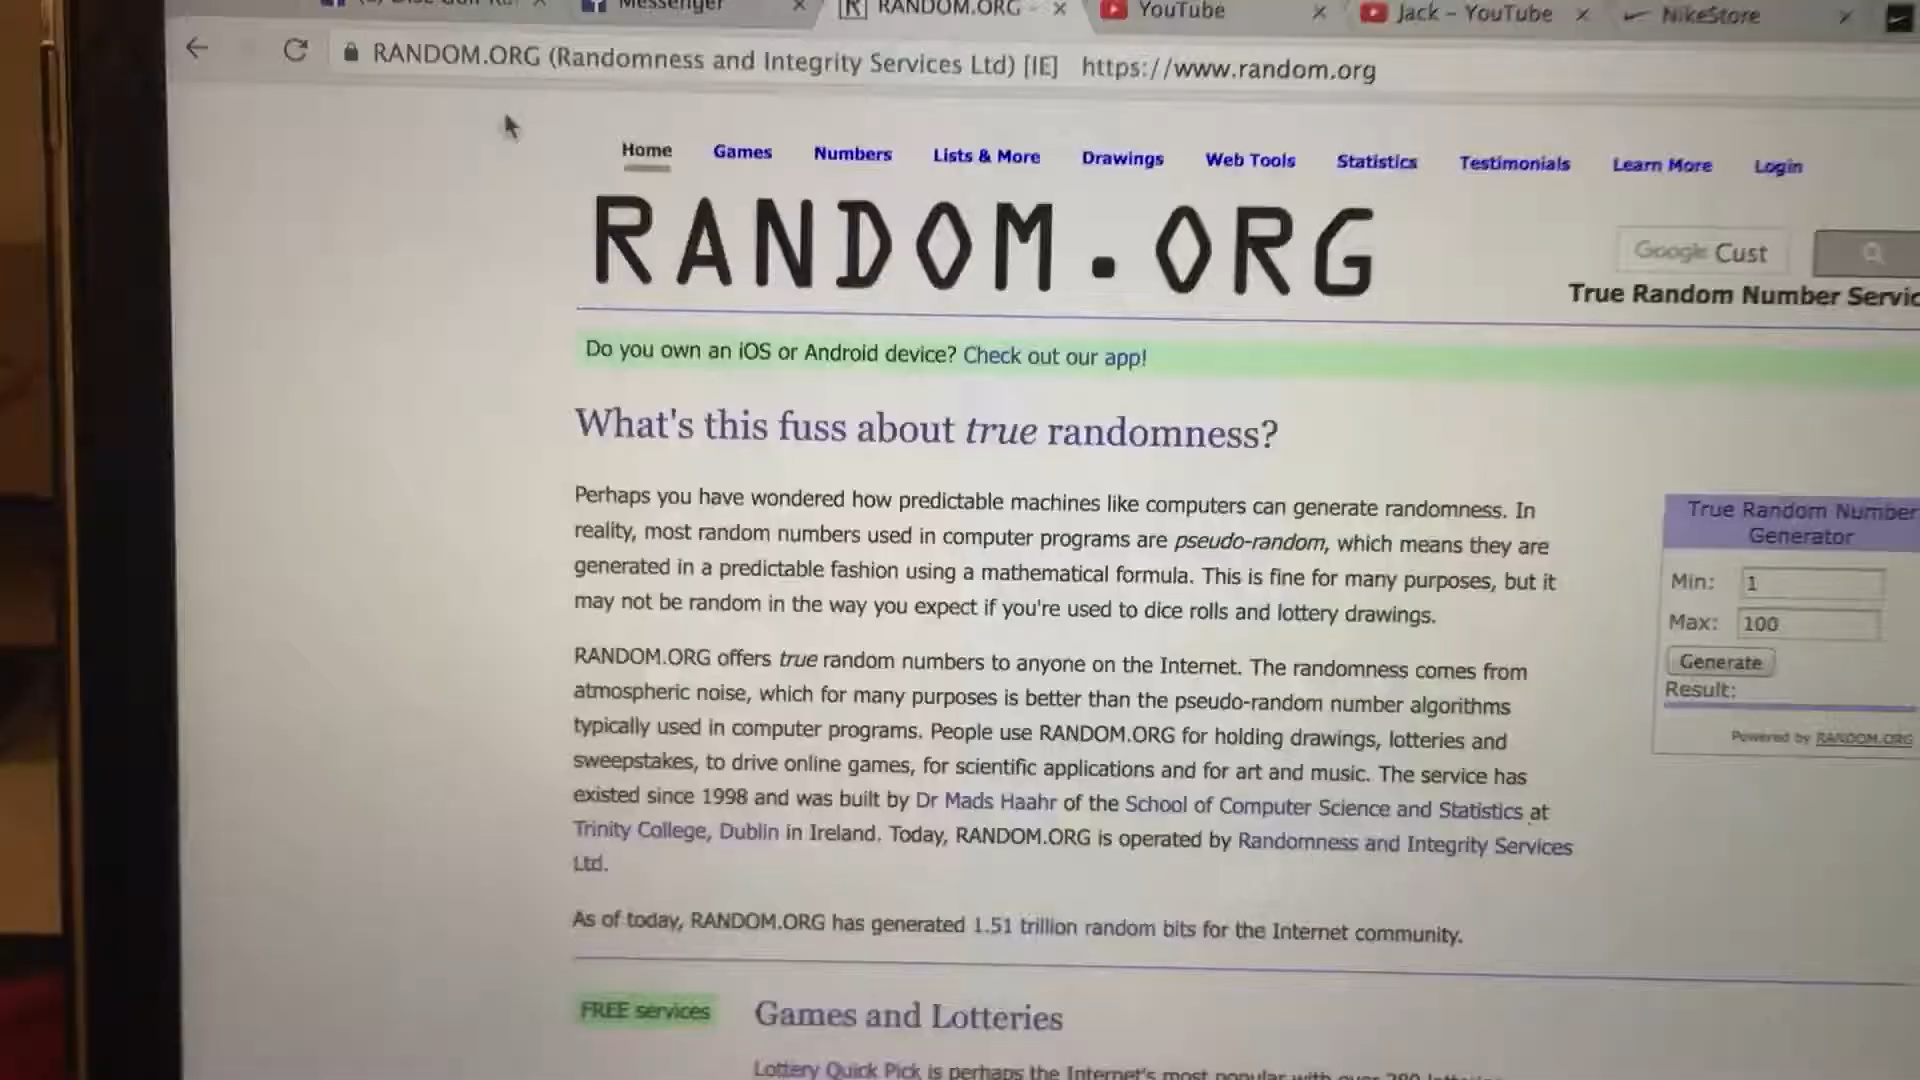 Messenger
RANDOM.ORG -
YouTube
Jack - YouTube
NikeStore
RANDOM.ORG (Randomness and Integrity Services Ltd) [IE] https://www.random.org
Home Games Numbers Lists & More Drawings Web Tools Statistics Testimonials Learn More Login
RANDOM.ORG
Google Cust
True Random Number Servic
Do you own an iOS or Android device? Check out our app!
What's this fuss about true randomness?
Perhaps you have wondered how predictable machines like computers can generate randomness. In
reality, most random numbers used in computer programs are pseudo-random, which means they are
generated in a predictable fashion using a mathematical formula. This is fine for many purposes, but it
may not be random in the way you expect if you're used to dice rolls and lottery drawings.
RANDOM.ORG offers true random numbers to anyone on the Internet. The randomness comes from
atmospheric noise, which for many purposes is better than the pseudo-random number algorithms
typically used in computer programs. People use RANDOM.ORG for holding drawings, lotteries and
sweepstakes, to drive online games, for scientific applications and for art and music. The service has
existed since 1998 and was built by Dr Mads Haahr of the School of Computer Science and Statistics at
Trinity College, Dublin in Ireland. Today, RANDOM.ORG is operated by Randomness and Integrity Services
Ltd.
As of today, RANDOM.ORG has generated 1.51 trillion random bits for the Internet community.
True Random Number
Generator
Min: 1
Max: 100
Generate
Result:
Powered by RANDOM.ORG
FREE services
Games and Lotteries
Lottery Quick Pick is perhaps the Internet's most popular with over